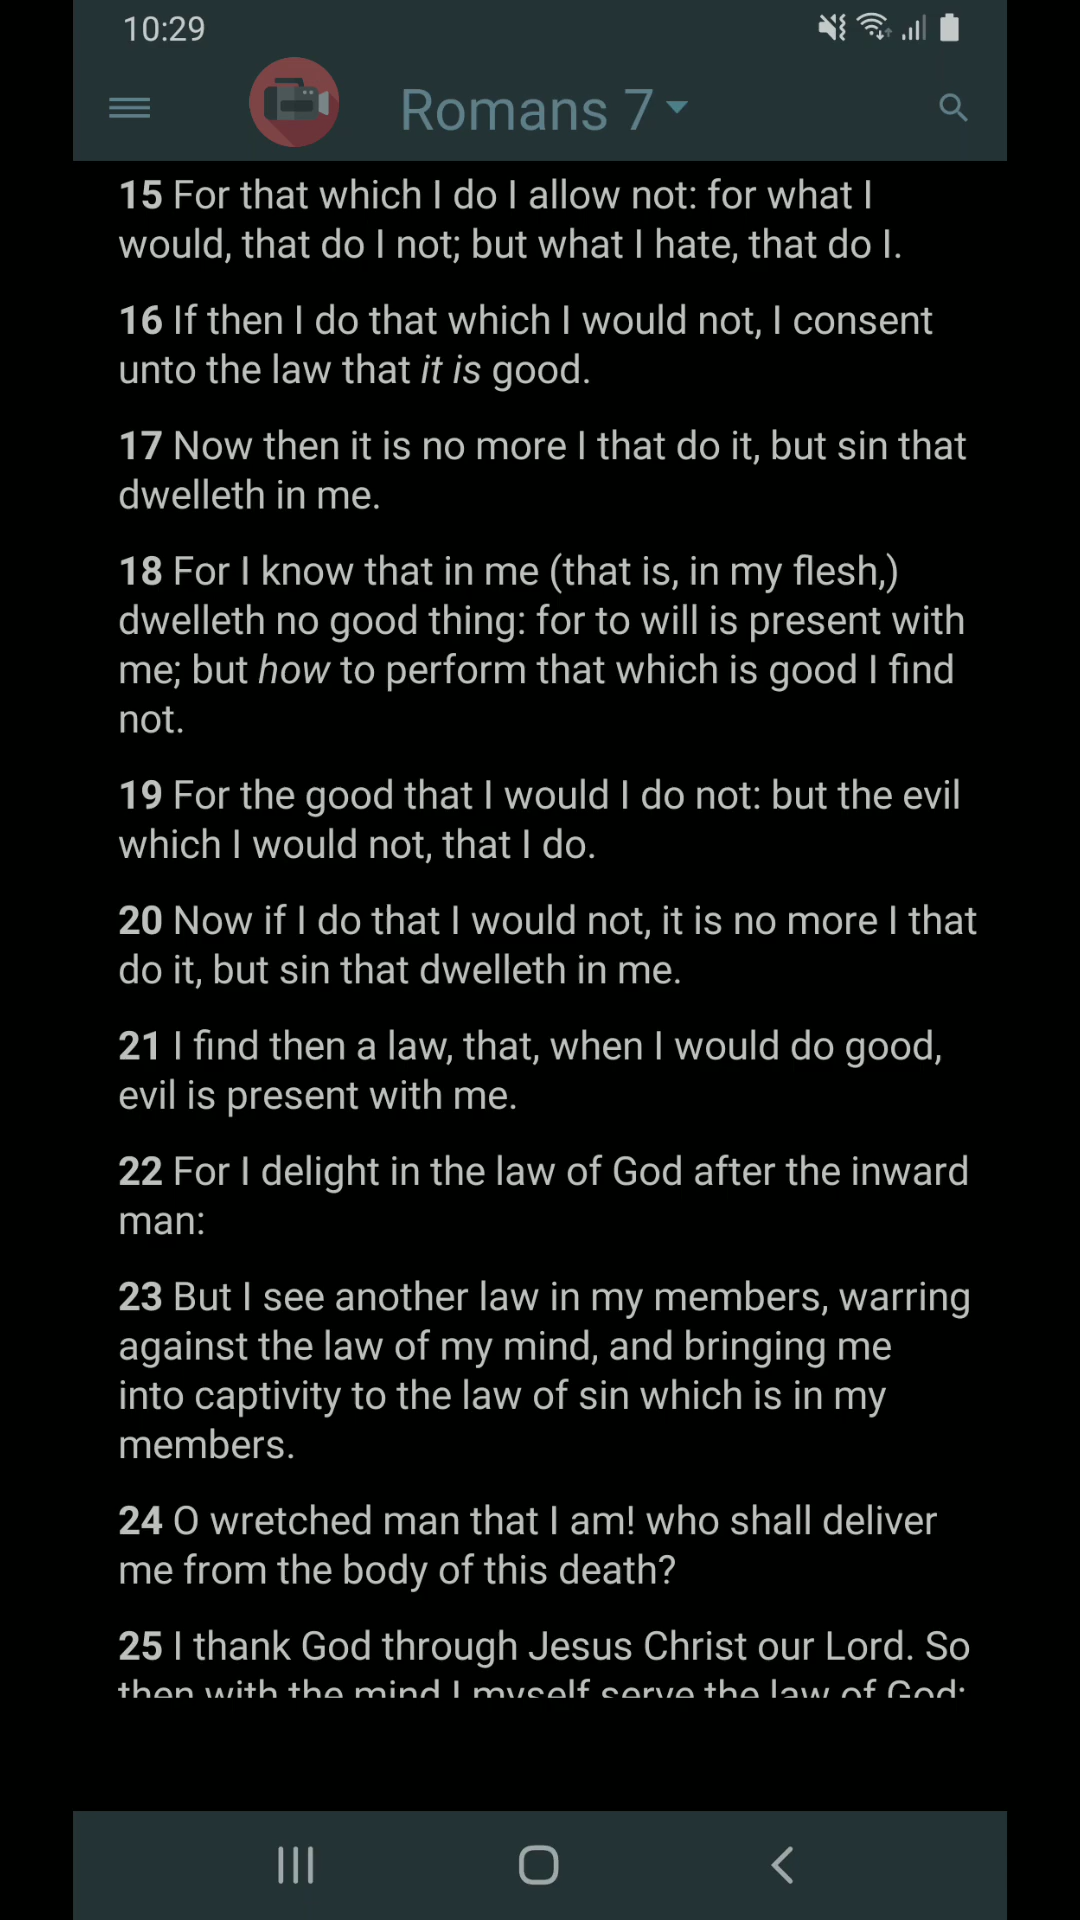 10:29
Romans 7
15 For that which I do I allow not: for what I
would, that do I not; but what I hate, that do I.
16 If then I do that which I would not, I consent
unto the law that it is good.
17 Now then it is no more I that do it, but sin that
dwelleth in me.
18 For I know that in me (that is, in my flesh,)
dwelleth no good thing: for to will is present with
me; but how to perform that which is good I find
not.
19 For the good that I would I do not: but the evil
which I would not, that I do.
20 Now if I do that I would not, it is no more I that
do it, but sin that dwelleth in me.
21 I find then a law, that, when I would do good,
evil is present with me.
22 For I delight in the law of God after the inward
man:
23 But I see another law in my members, warring
against the law of my mind, and bringing me
into captivity to the law of sin which is in my
members.
24 O wretched man that I am! who shall deliver
me from the body of this death?
25 I thank God through Jesus Christ our Lord. So
then with the mind I myself serve the law of God;